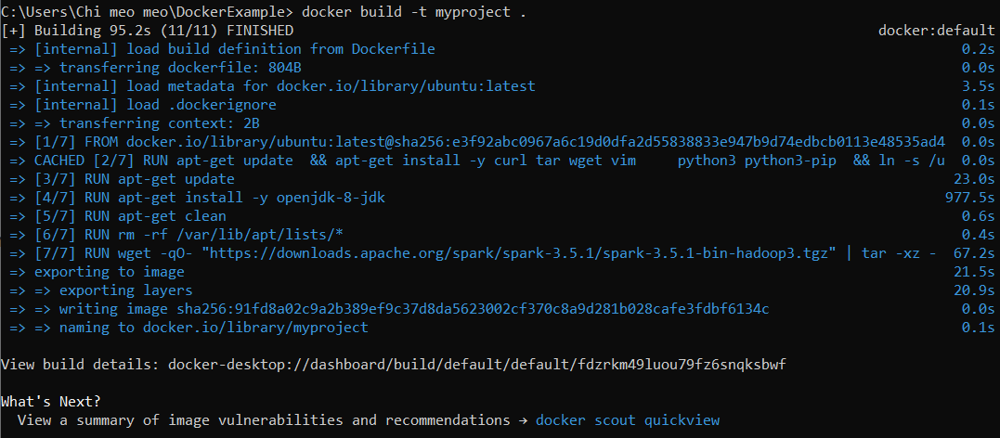 C:\Users\Chi meo meo\DockerExample> docker build -t myproject .
[+] Building 95.2s (11/11) FINISHED docker:default
=> [internal] load build definition from Dockerfile 0.2s
=> => transferring dockerfile: 804B 0.0s
=> [internal] load metadata for docker.io/library/ubuntu:latest 3.5s
=> [internal] load .dockerignore 0.1s
=> => transferring context: 2B 0.0s
=> [1/7] FROM docker.io/library/ubuntu:latest@sha256:e3f92abc0967a6c19d0dfa2d55838833e947b9d74edbcb0113e48535ad4 0.0s
=> CACHED [2/7] RUN apt-get update  && apt-get install -y curl tar wget vim     python3 python3-pip  && ln -s /u 0.0s
=> [3/7] RUN apt-get update 23.0s
=> [4/7] RUN apt-get install -y openjdk-8-jdk 977.5s
=> [5/7] RUN apt-get clean 0.6s
=> [6/7] RUN rm -rf /var/lib/apt/lists/* 0.4s
=> [7/7] RUN wget -qO- "https://downloads.apache.org/spark/spark-3.5.1/spark-3.5.1-bin-hadoop3.tgz" | tar -xz - 67.2s
=> exporting to image 21.5s
=> => exporting layers 20.9s
=> => writing image sha256:91fd8a02c9a2b389ef9c37d8da5623002cf370c8a9d281b028cafe3fdbf6134c 0.0s
=> => naming to docker.io/library/myproject 0.1s
View build details: docker-desktop://dashboard/build/default/default/fdzrkm49luou79fz6snqksbwf
What's Next?
View a summary of image vulnerabilities and recommendations → docker scout quickview